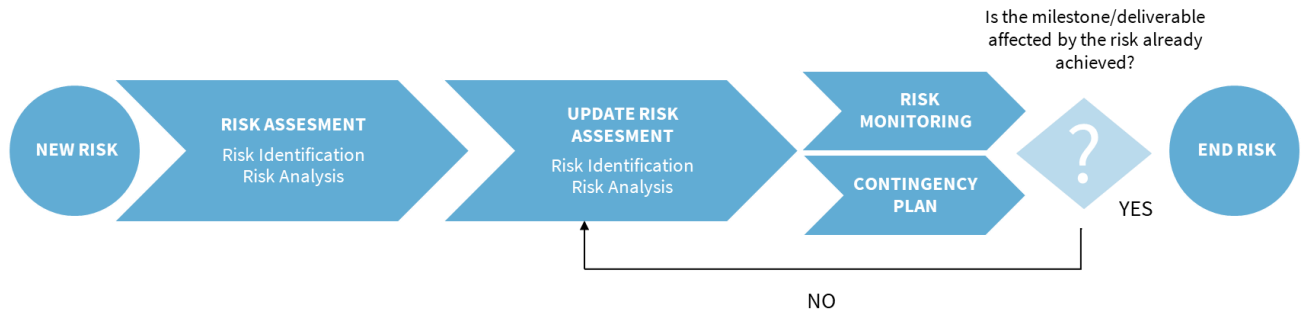 Is the milestone/deliverable
affected by the risk already
achieved?
NEW RISK
RISK ASSESMENT
Risk Identification
Risk Analysis
UPDATE RISK
ASSESMENT
Risk Identification
Risk Analysis
RISK
MONITORING
CONTINGENCY
PLAN
?
YES
END RISK
NO